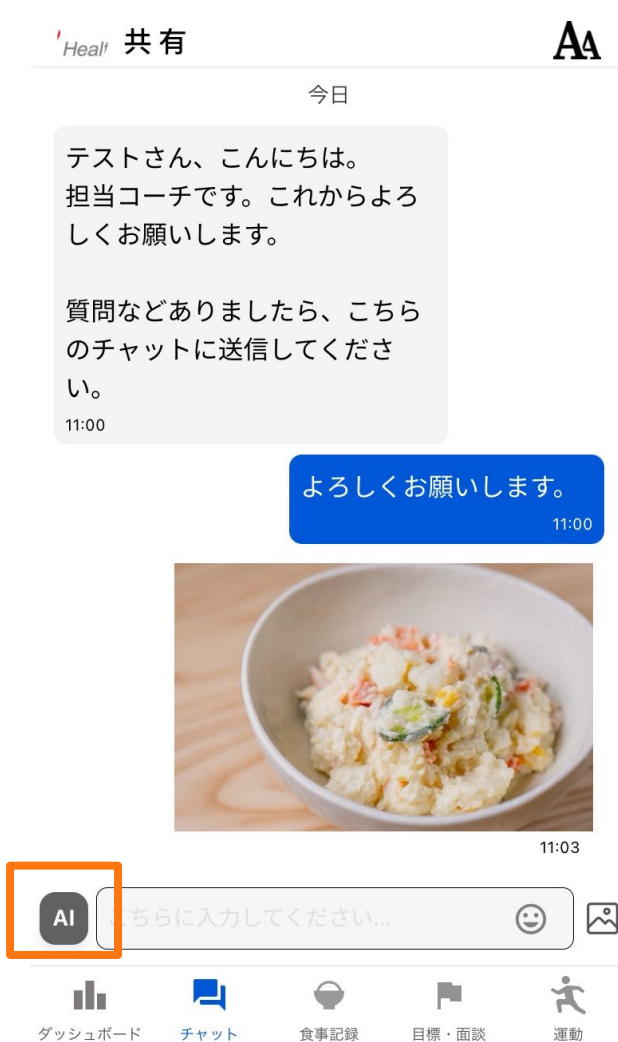 Heal 共有 AA
今日
テストさん、こんにちは。
担当コーチです。これからよろ
しくお願いします。
質問などありましたら、こちら
のチャットに送信してくださ
い。
11:00
よろしくお願いします。
11:00
11:03
AI こちらに入力してください...
ダッシュボード チャット 食事記録 目標・面談 運動